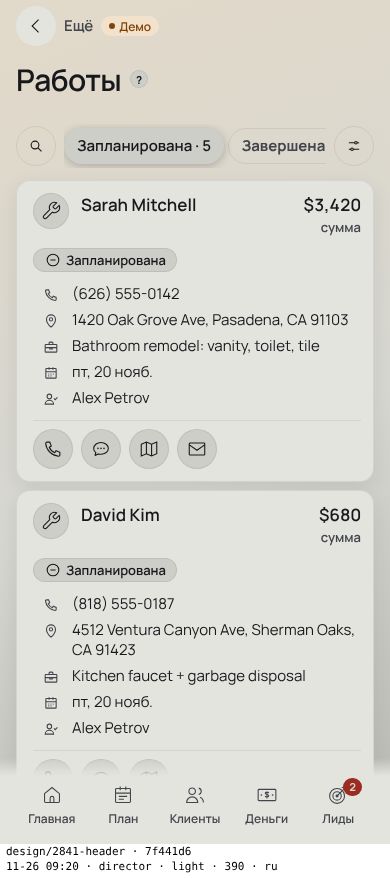 Ещё
Демо
Работы ?
Запланирована · 5
Завершена
Sarah Mitchell
$3,420
сумма
Запланирована
(626) 555-0142
1420 Oak Grove Ave, Pasadena, CA 91103
Bathroom remodel: vanity, toilet, tile
пт, 20 нояб.
Alex Petrov
David Kim
$680
сумма
Запланирована
(818) 555-0187
4512 Ventura Canyon Ave, Sherman Oaks,
CA 91423
Kitchen faucet + garbage disposal
пт, 20 нояб.
Alex Petrov
2
Главная
План
Клиенты
Деньги
Лиды
design/2841-header · 7f441d6
11-26 09:20 · director · light · 390 · ru